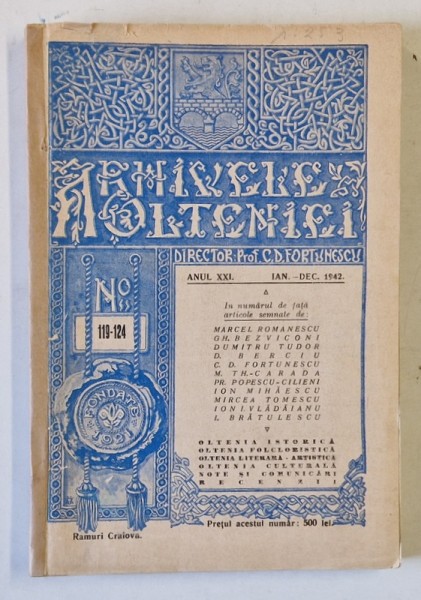 ARHIVELE
OLTENIEI
DIRECTOR: Prof. C.D. FORTUNESCU
ANUL XXI. IAN. - DEC. 1942.
No
119-124
In numărul de față
articole semnate de:
MARCEL ROMANESCU
GH. BEZVICONI
DUMITRU TUDOR
D. BERCIU
C. D. FORTUNESCU
M. TH.-CARADA
PR. POPESCU-CILIENI
ION MIHĂESCU
MIRCEA TOMESCU
ION I. VLĂDĂIANU
I. BRĂTULESCU
OLTENIA ISTORICĂ
OLTENIA FOLCLORISTICĂ
OLTENIA LITERARĂ - ARTISTICĂ
OLTENIA CULTURALĂ
NOTE ȘI COMUNICĂRI
RECENZII
Prețul acestui număr: 500 lei.
Ramuri Craiova.